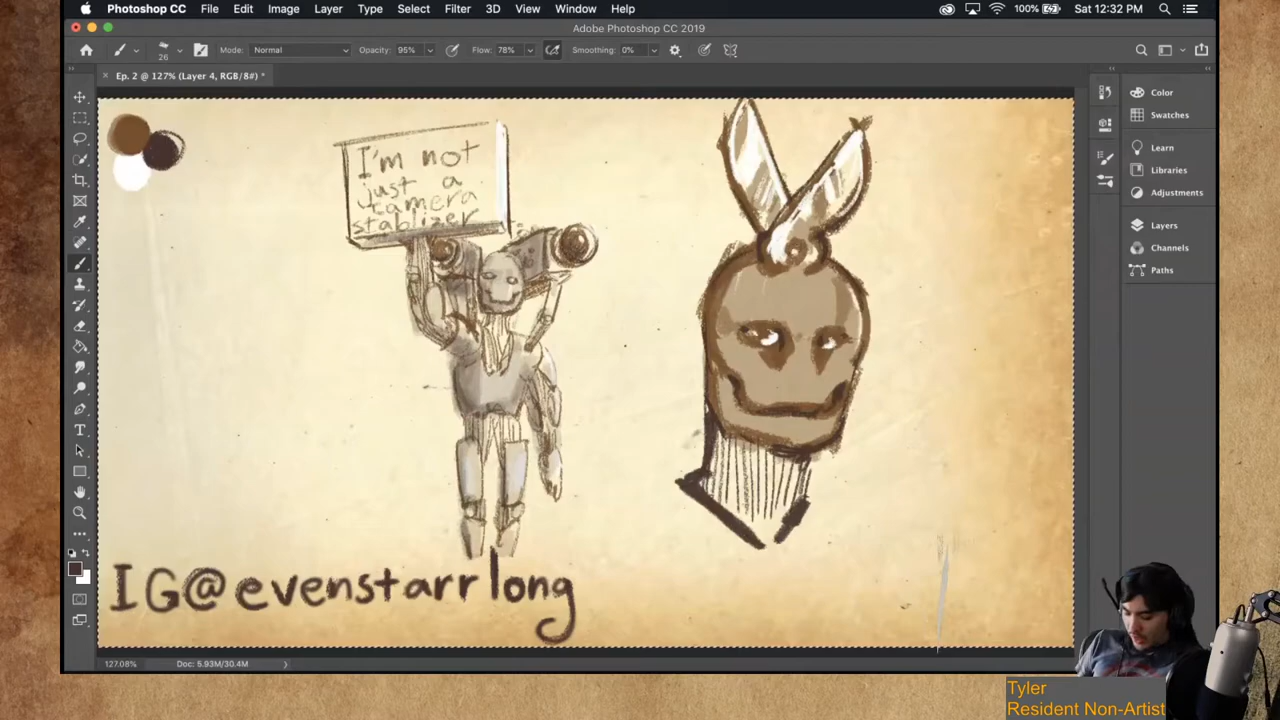 Photoshop CC File Edit Image Layer Type Select Filter 3D View Window Help 100% Sat 12:32 PM
Adobe Photoshop CC 2019
26 Mode: Normal Opacity: 95% Flow: 78% Smoothing: 0%
Ep. 2 @ 127% (Layer 4, RGB/8#) *
Color
Swatches
Learn
Libraries
Adjustments
Layers
Channels
Paths
I'm not
just a
camera
stablizer
IG@evenstarrlong
127.08% Doc: 5.93M/30.4M
Tyler
Resident Non-Artist